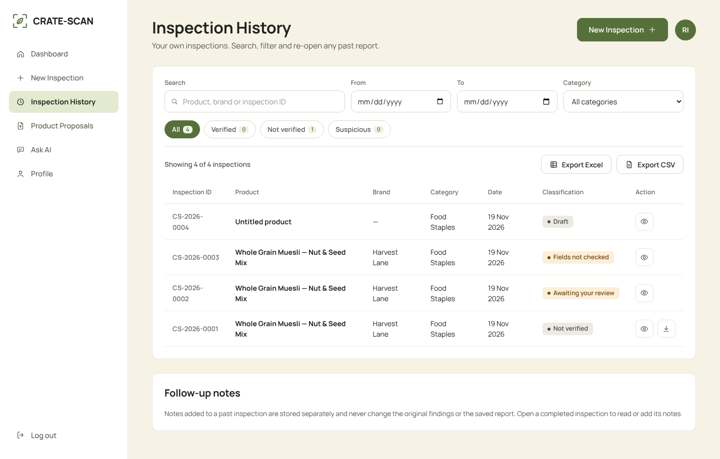 CRATE-SCAN
Dashboard
New Inspection
Inspection History
Product Proposals
Ask AI
Profile
Log out
Inspection History
Your own inspections. Search, filter and re-open any past report.
New Inspection
RI
Search
Product, brand or inspection ID
From
mm/dd/yyyy
To
mm/dd/yyyy
Category
All categories
All 4
Verified 0
Not verified 1
Suspicious 0
Showing 4 of 4 inspections
Export Excel
Export CSV
Inspection ID Product Brand Category Date Classification Action
CS-2026-
0004
Untitled product
—
Food
Staples
19 Nov
2026
Draft
CS-2026-0003
Whole Grain Muesli — Nut & Seed
Mix
Harvest
Lane
Food
Staples
19 Nov
2026
Fields not checked
CS-2026-
0002
Whole Grain Muesli — Nut & Seed
Mix
Harvest
Lane
Food
Staples
19 Nov
2026
Awaiting your review
CS-2026-0001
Whole Grain Muesli — Nut & Seed
Mix
Harvest
Lane
Food
Staples
19 Nov
2026
Not verified
Follow-up notes
Notes added to a past inspection are stored separately and never change the original findings or the saved report. Open a completed inspection to read or add its notes.